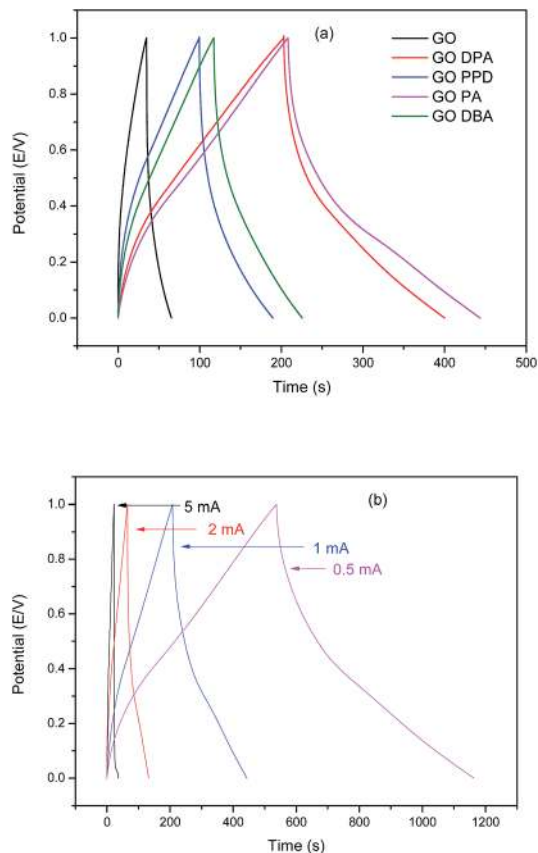 (a)
GO
GO DPA
GO PPD
GO PA
GO DBA
1.0
0.8
0.6
0.4
0.2
0.0
Potential (E/V)
0 100 200 300 400 500
Time (s)
(b)
5 mA
2 mA
1 mA
0.5 mA
1.0
0.8
0.6
0.4
0.2
0.0
Potential (E/V)
0 200 400 600 800 1000 1200
Time (s)